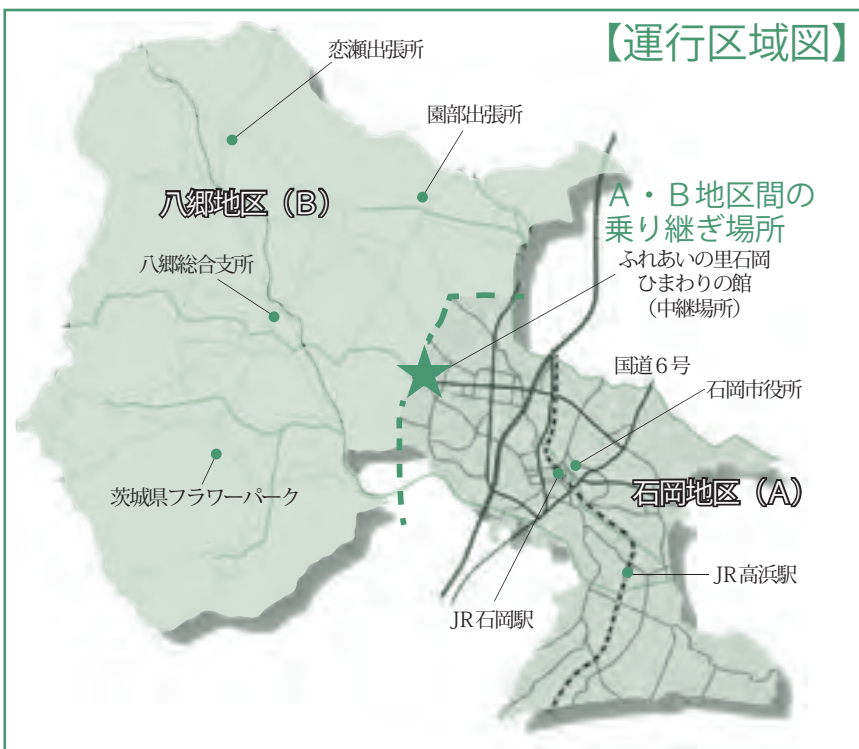 【運行区域図】
恋瀬出張所
園部出張所
八郷地区（B）
A・B地区間の
乗り継ぎ場所
ふれあいの里石岡
ひまわりの館
（中継場所）
八郷総合支所
国道６号
石岡市役所
茨城県フラワーパーク
石岡地区（A）
JR高浜駅
JR石岡駅